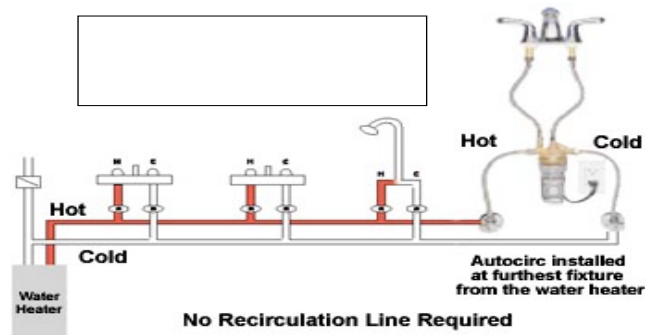 H C
H C
H C
Hot Cold
Hot
Cold
Autocirc installed
at furthest fixture
from the water heater
Water
Heater
No Recirculation Line Required